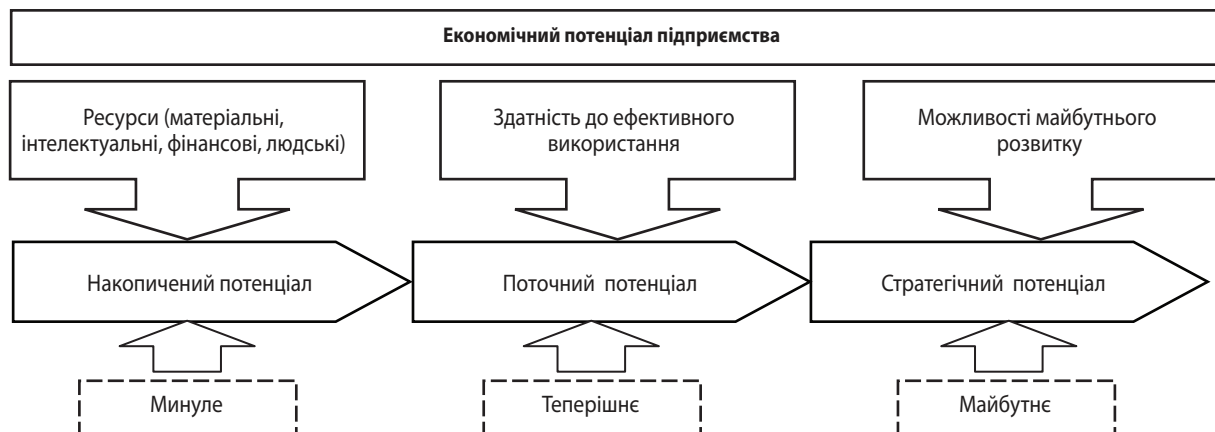 Економічний потенціал підприємства
Ресурси (матеріальні,
інтелектуальні, фінансові, людські)
Здатність до ефективного
використання
Можливості майбутнього
розвитку
Накопичений потенціал
Поточний потенціал
Стратегічний потенціал
Минуле
Теперішнє
Майбутнє